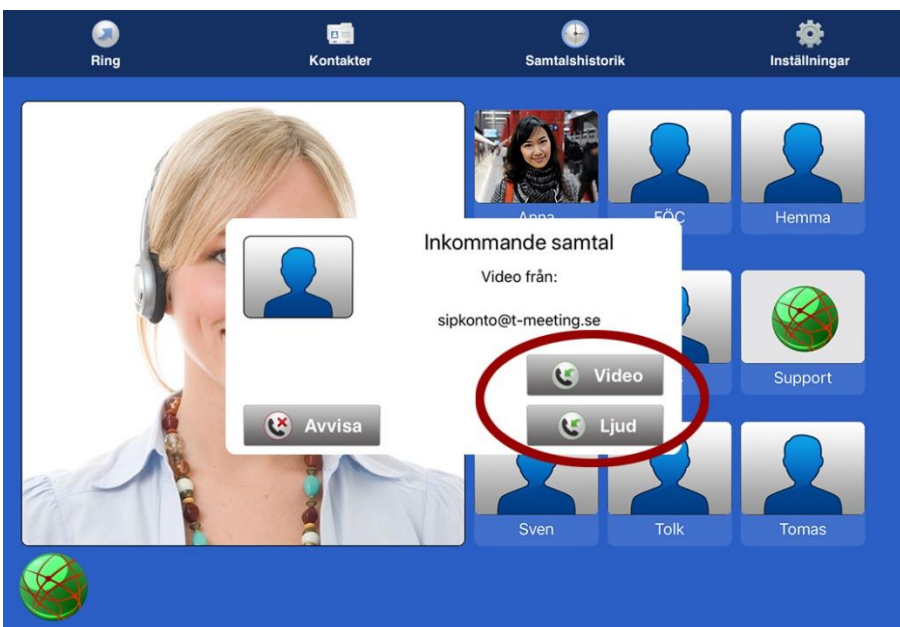 Ring
Kontakter
Samtalshistorik
Inställningar
Anna
FÖC
Hemma
Inkommande samtal
Video från:
sipkonto@t-meeting.se
Video
Ljud
Avvisa
Support
Sven
Tolk
Tomas